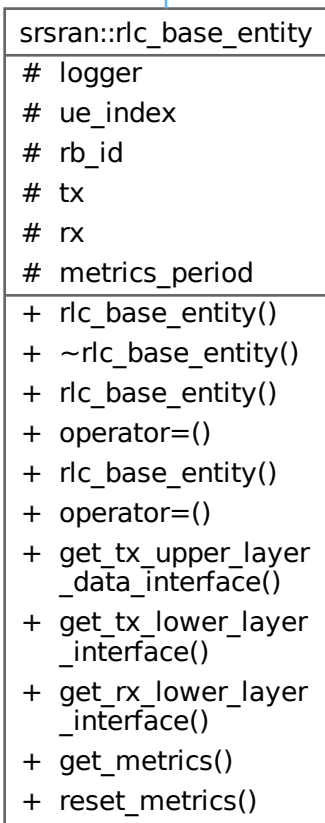 srsran::rlc_base_entity
# logger
# ue_index
# rb_id
# tx
# rx
# metrics_period
+ rlc_base_entity()
+ ~rlc_base_entity()
+ rlc_base_entity()
+ operator=()
+ rlc_base_entity()
+ operator=()
+ get_tx_upper_layer
_data_interface()
+ get_tx_lower_layer
_interface()
+ get_rx_lower_layer
_interface()
+ get_metrics()
+ reset_metrics()